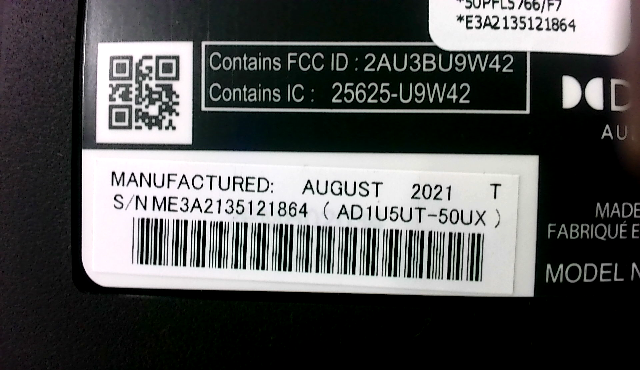 *50PFL5766/F7
*E3A2135121864
Contains FCC ID : 2AU3BU9W42
Contains IC : 25625-U9W42
D
AU
MANUFACTURED: AUGUST 2021 T
S/N ME3A2135121864 ( AD1U5UT-50UX )
MADE
FABRIQUÉ E
MODEL N